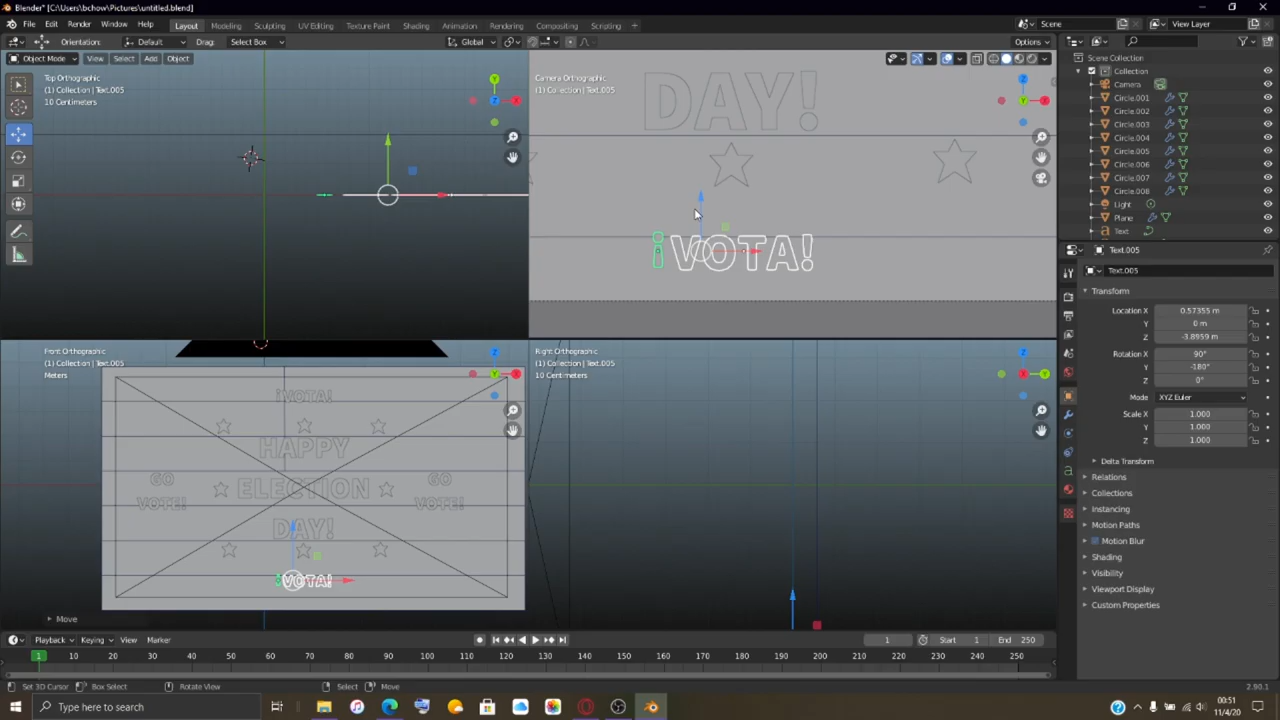 Blender* [C:\Users\bchow\Pictures\untitled.blend]
File Edit Render Window Help Layout Modeling Sculpting UV Editing Texture Paint Shading Animation Rendering Compositing Scripting + Scene View Layer
Orientation: Default Drag: Select Box Global Options
Object Mode View Select Add Object
Top Orthographic
(1) Collection | Text.005
10 Centimeters
Camera Orthographic
(1) Collection | Text.005
DAY!
¡VOTA!
Front Orthographic
(1) Collection | Text.005
Meters
¡VOTA!
HAPPY
GO VOTE!
ELECTION
GO VOTE!
DAY!
¡VOTA!
Move
Right Orthographic
(1) Collection | Text.005
10 Centimeters
Scene Collection
Collection
Camera
Circle.001
Circle.002
Circle.003
Circle.004
Circle.005
Circle.006
Circle.007
Circle.008
Light
Plane
Text
Text.005
Text.005
Transform
Location X 0.57355 m
Y 0 m
Z -3.8959 m
Rotation X 90°
Y -180°
Z 0°
Mode XYZ Euler
Scale X 1.000
Y 1.000
Z 1.000
Delta Transform
Relations
Collections
Instancing
Motion Paths
Motion Blur
Shading
Visibility
Viewport Display
Custom Properties
Playback Keying View Marker 1 Start 1 End 250
1 10 20 30 40 50 60 70 80 90 100 110 120 130 140 150 160 170 180 190 200 210 220 230 240 250
Set 3D Cursor Box Select Rotate View Select Move 2.90.1
Type here to search
00:51
11/4/20